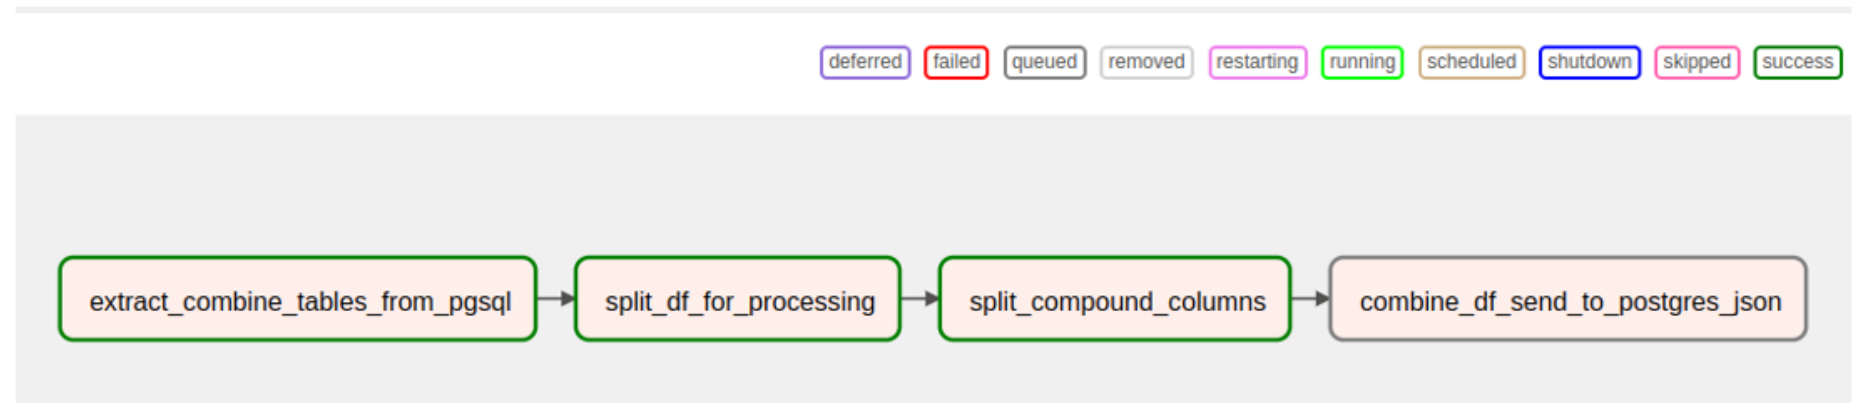 deferred failed queued removed restarting running scheduled shutdown skipped success
extract_combine_tables_from_pgsql split_df_for_processing split_compound_columns combine_df_send_to_postgres_json